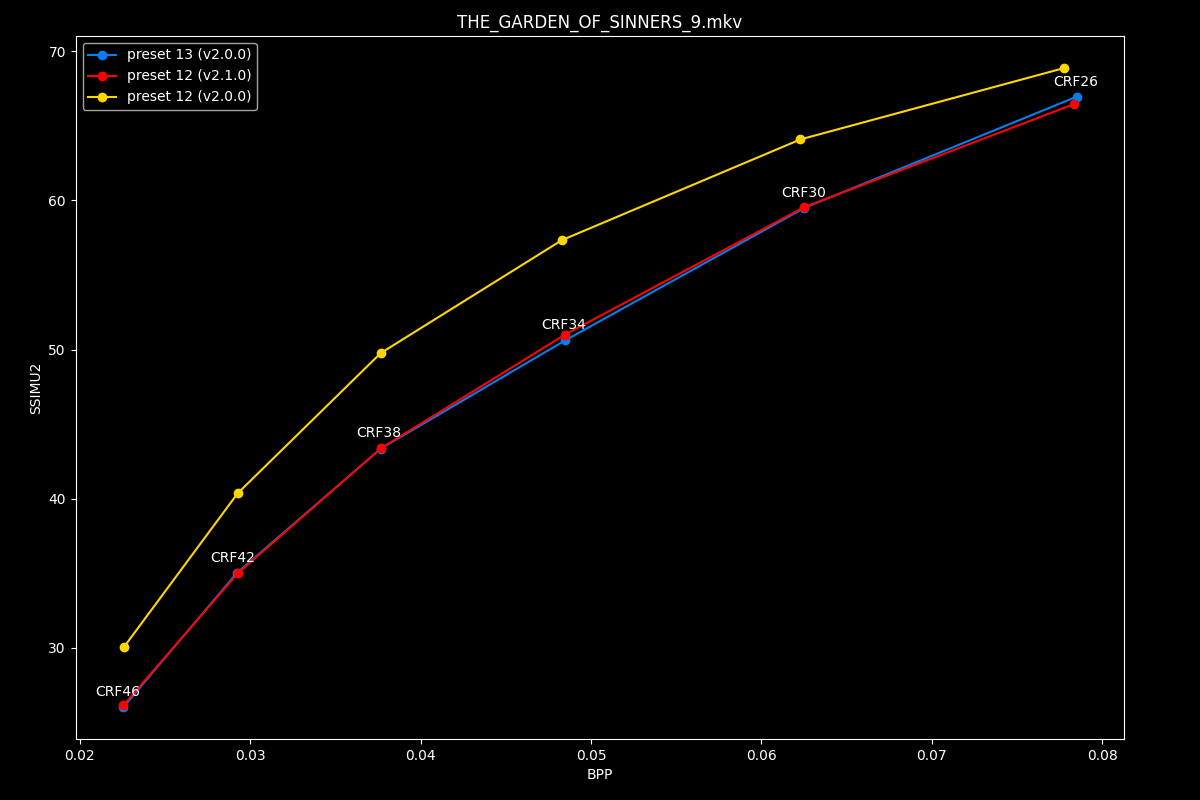 THE_GARDEN_OF_SINNERS_9.mkv
70
preset 13 (v2.0.0)
preset 12 (v2.1.0)
preset 12 (v2.0.0)
CRF26
60
CRF30
CRF34
50
SSIMU2
CRF38
40
CRF42
30
CRF46
0.02 0.03 0.04 0.05 0.06 0.07 0.08
BPP